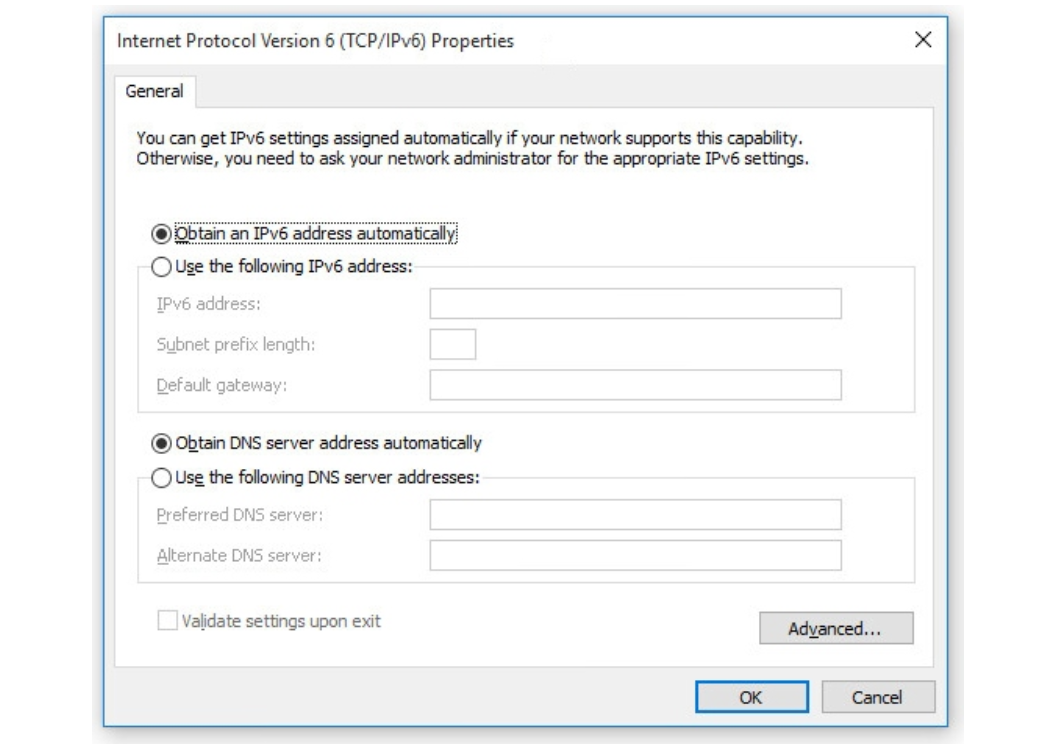 Internet Protocol Version 6 (TCP/IPv6) Properties
General
You can get IPv6 settings assigned automatically if your network supports this capability.
Otherwise, you need to ask your network administrator for the appropriate IPv6 settings.
Obtain an IPv6 address automatically
Use the following IPv6 address:
IPv6 address:
Subnet prefix length:
Default gateway:
Obtain DNS server address automatically
Use the following DNS server addresses:
Preferred DNS server:
Alternate DNS server:
Validate settings upon exit
Advanced...
OK Cancel